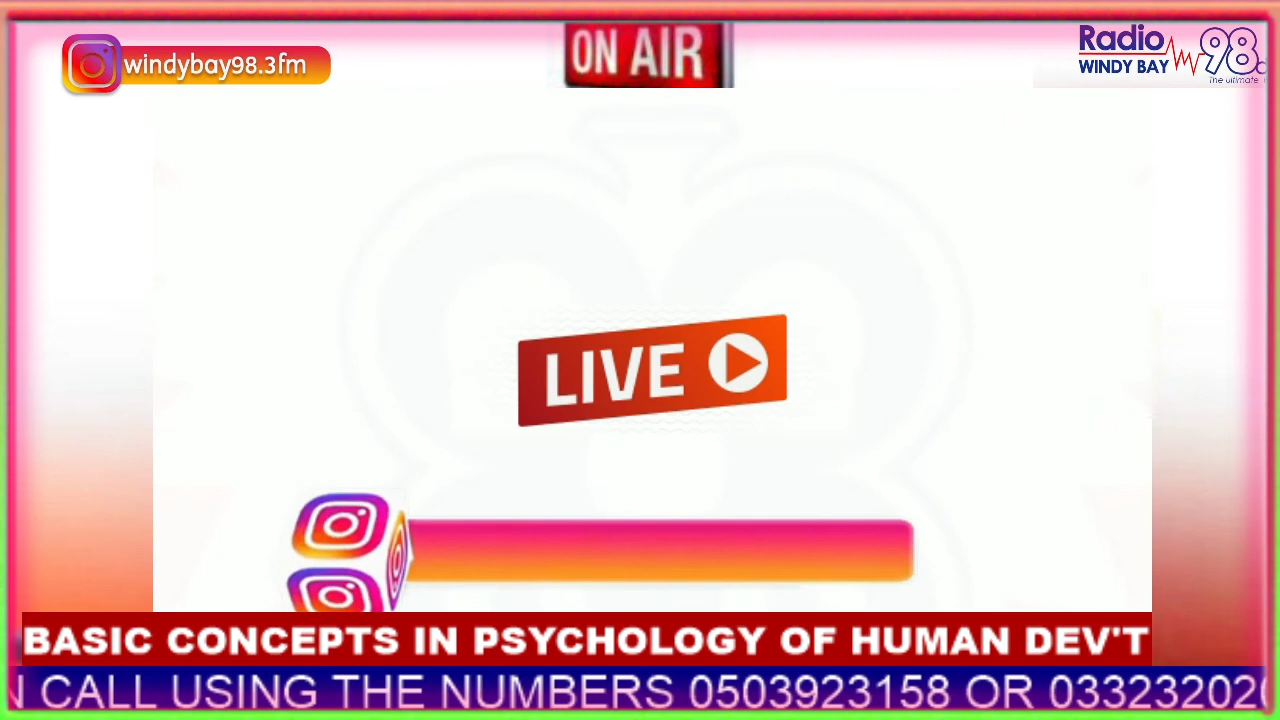 windybay98.3fm
ON AIR
Radio
WINDY BAY
98.
The Ultimate
LIVE
BASIC CONCEPTS IN PSYCHOLOGY OF HUMAN DEV'T
CALL USING THE NUMBERS 0503923158 OR 033232020